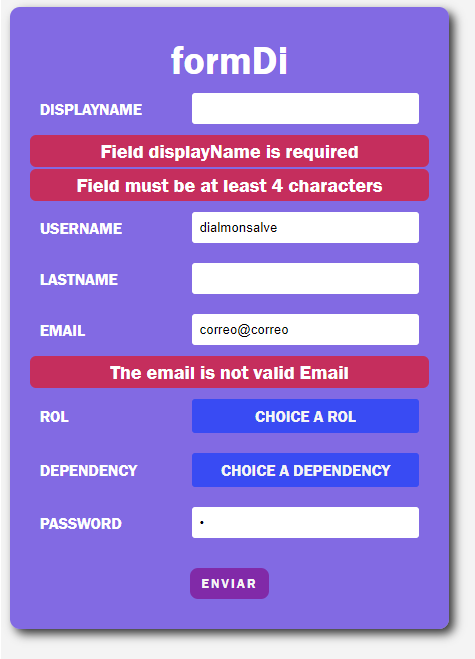 formDi
DISPLAYNAME
Field displayName is required
Field must be at least 4 characters
USERNAME dialmonsalve
LASTNAME
EMAIL correo@correo
The email is not valid Email
ROL CHOICE A ROL
DEPENDENCY CHOICE A DEPENDENCY
PASSWORD •
ENVIAR